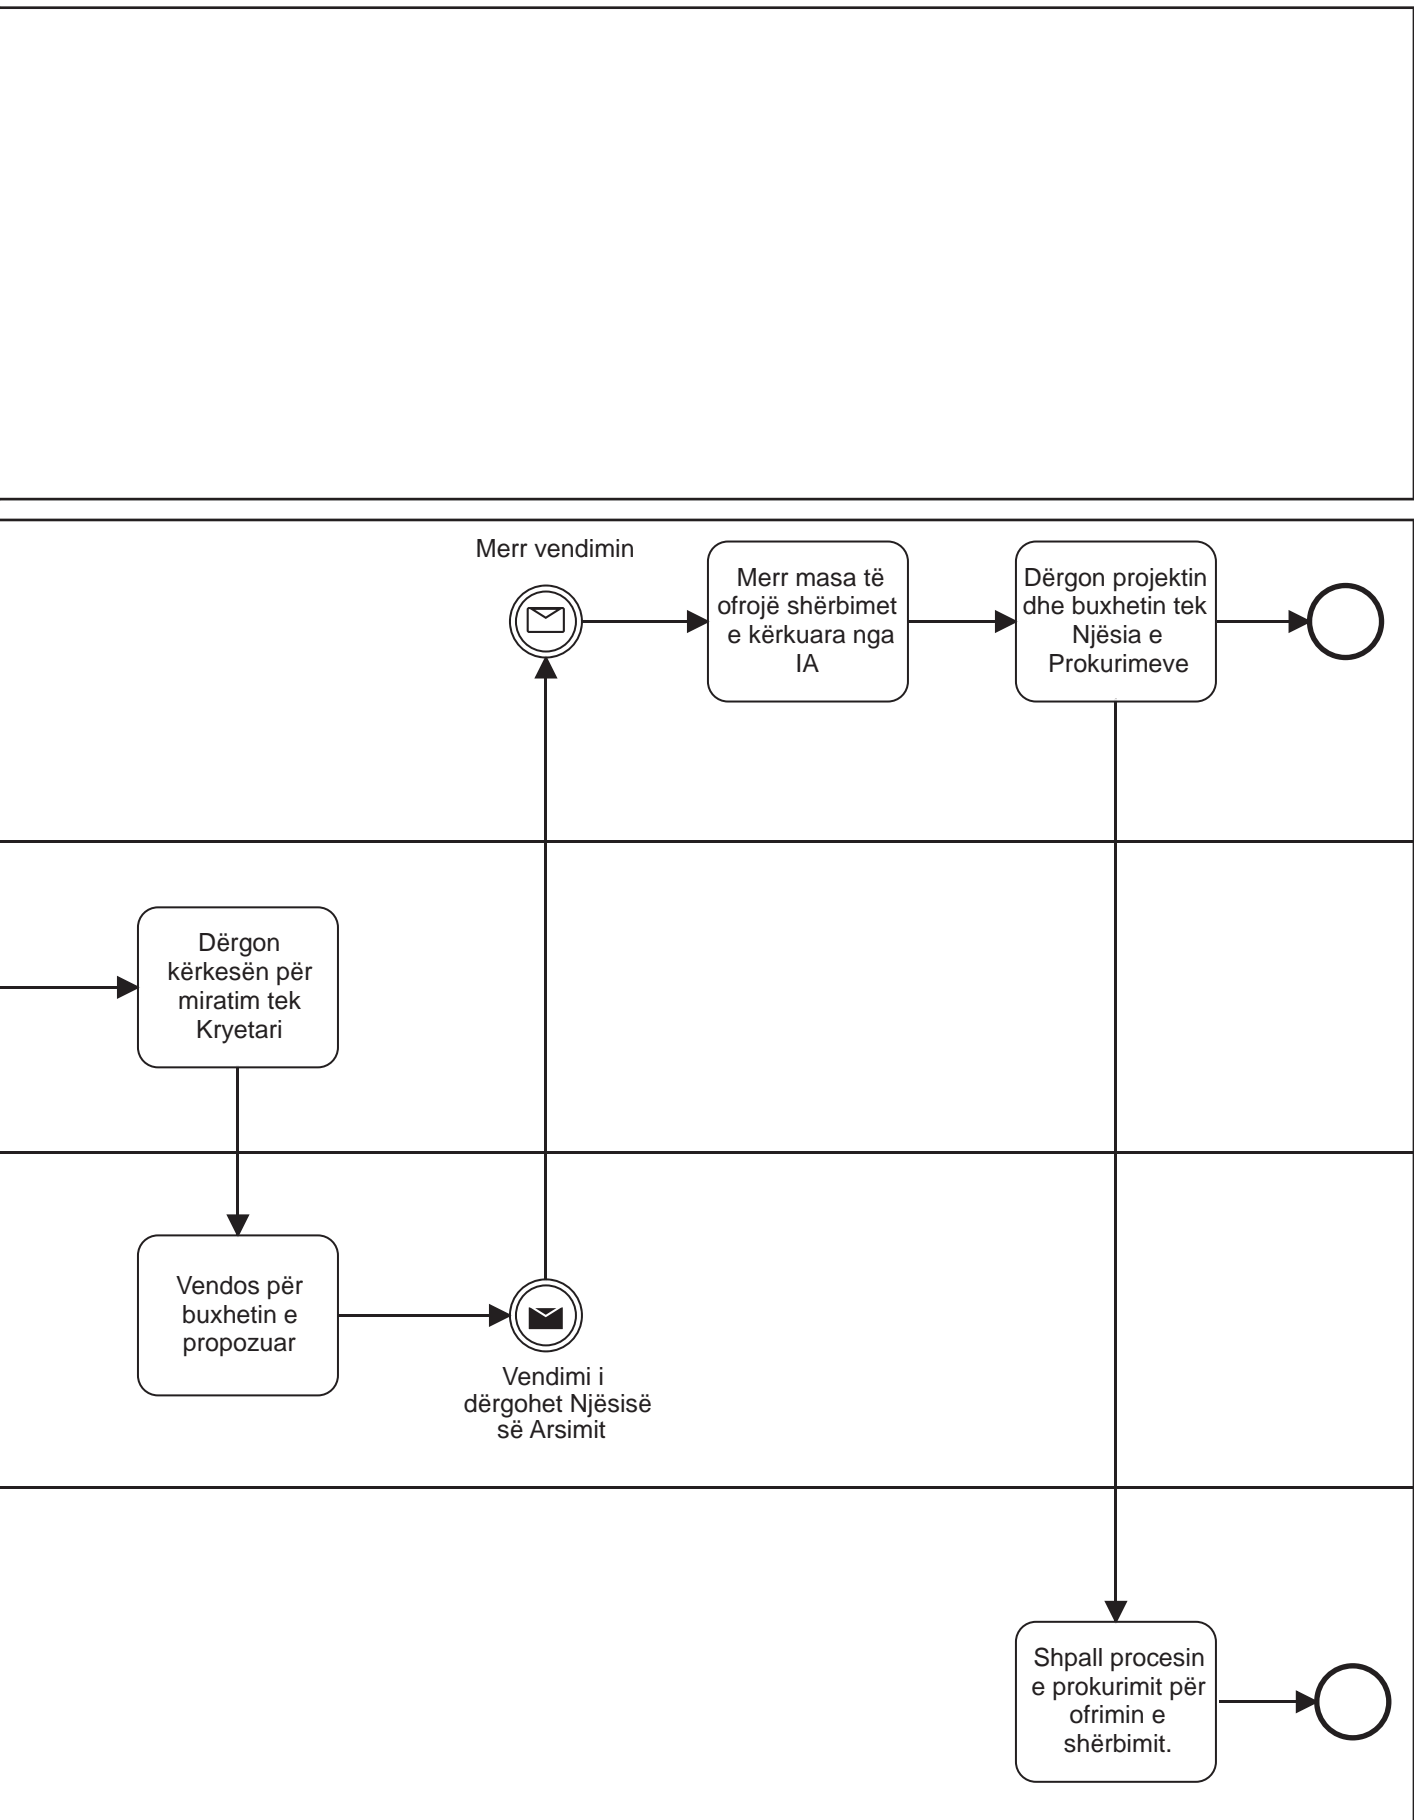 Merr vendimin
Merr masa të
ofrojë shërbimet
e kërkuara nga
IA
Dërgon projektin
dhe buxhetin tek
Njësia e
Prokurimeve
Dërgon
kërkesën për
miratim tek
Kryetari
Vendos për
buxhetin e
propozuar
Vendimi i
dërgohet Njësisë
së Arsimit
Shpall procesin
e prokurimit për
ofrimin e
shërbimit.